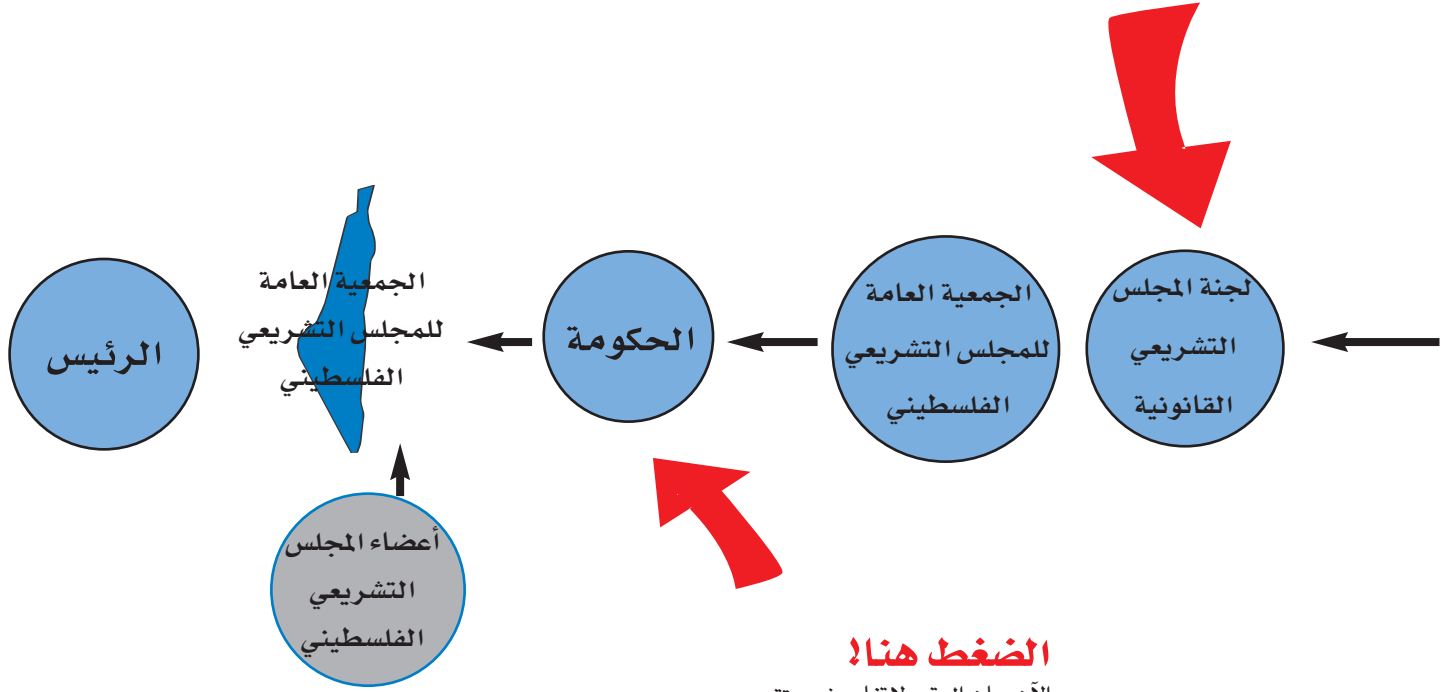 لجنة المجلس
التشريعي
القانونية
الجمعية العامة
للمجلس التشريعي
الفلسطيني
الحكومة
الجمعية العامة
للمجلس التشريعي
الفلسطيني
الرئيس
أعضاء المجلس
التشريعي
الفلسطيني
الضغط هنا!